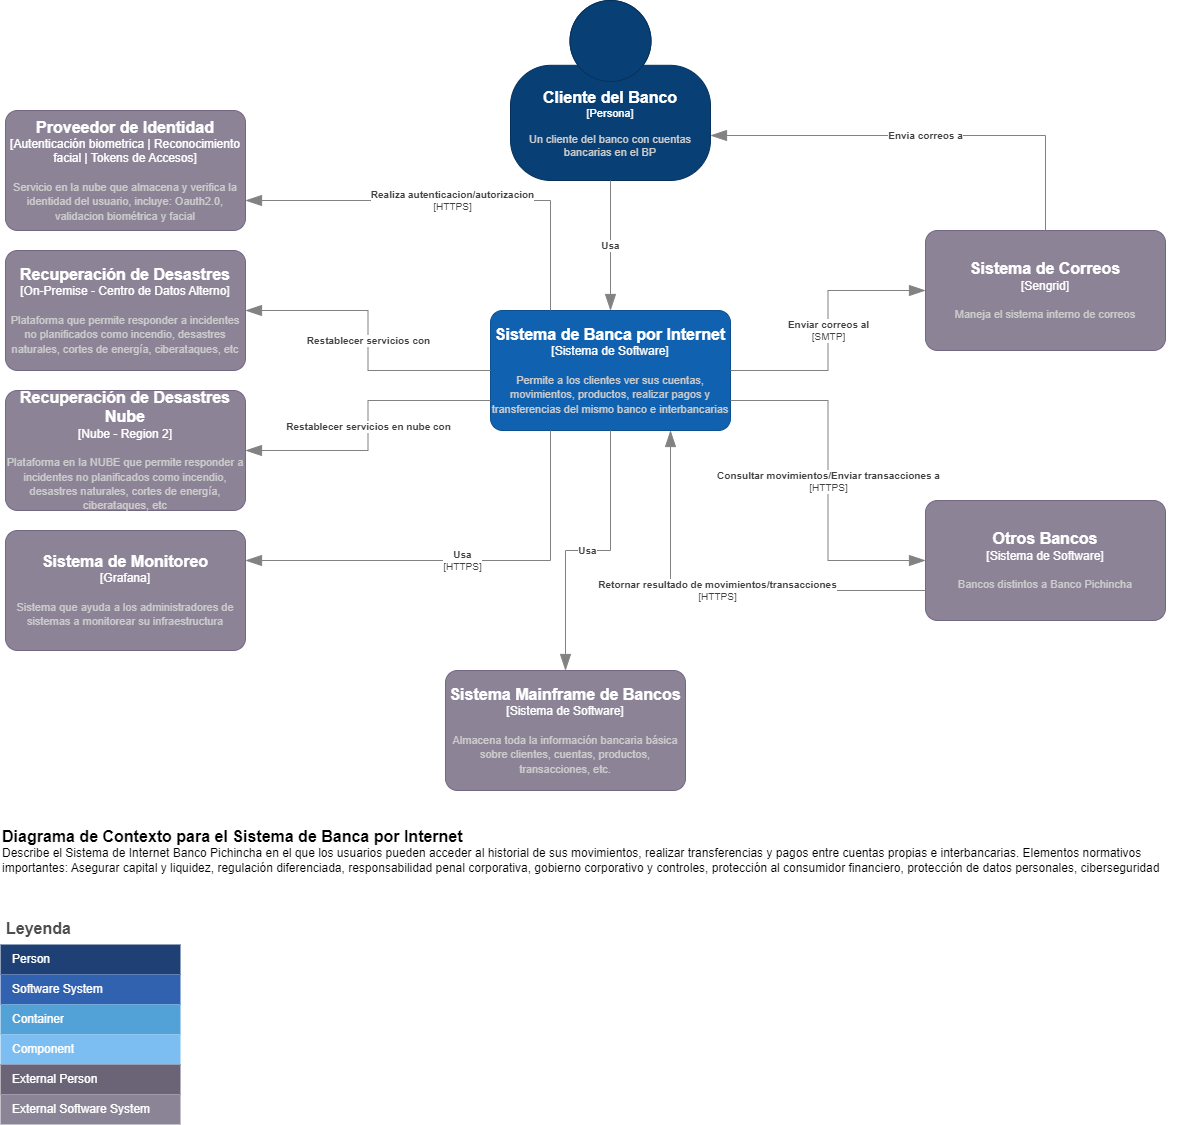 Cliente del Banco
[Persona]
Un cliente del banco con cuentas
bancarias en el BP
Envia correos a
Proveedor de Identidad
[Autenticación biometrica | Reconocimiento
facial | Tokens de Accesos]
Servicio en la nube que almacena y verifica la
identidad del usuario, incluye: Oauth2.0,
validacion biométrica y facial
Realiza autenticacion/autorizacion
[HTTPS]
Usa
Recuperación de Desastres
[On-Premise - Centro de Datos Alterno]
Plataforma que permite responder a incidentes
no planificados como incendio, desastres
naturales, cortes de energía, ciberataques, etc
Restablecer servicios con
Sistema de Banca por Internet
[Sistema de Software]
Permite a los clientes ver sus cuentas,
movimientos, productos, realizar pagos y
transferencias del mismo banco e interbancarias
Enviar correos al
[SMTP]
Sistema de Correos
[Sengrid]
Maneja el sistema interno de correos
Recuperación de Desastres
Nube
[Nube - Region 2]
Plataforma en la NUBE que permite responder a
incidentes no planificados como incendio,
desastres naturales, cortes de energía,
ciberataques, etc
Restablecer servicios en nube con
Consultar movimientos/Enviar transacciones a
[HTTPS]
Sistema de Monitoreo
[Grafana]
Sistema que ayuda a los administradores de
sistemas a monitorear su infraestructura
Usa
[HTTPS]
Usa
Otros Bancos
[Sistema de Software]
Bancos distintos a Banco Pichincha
Retornar resultado de movimientos/transacciones
[HTTPS]
Sistema Mainframe de Bancos
[Sistema de Software]
Almacena toda la información bancaria básica
sobre clientes, cuentas, productos,
transacciones, etc.
Diagrama de Contexto para el Sistema de Banca por Internet
Describe el Sistema de Internet Banco Pichincha en el que los usuarios pueden acceder al historial de sus movimientos, realizar transferencias y pagos entre cuentas propias e interbancarias. Elementos normativos
importantes: Asegurar capital y liquidez, regulación diferenciada, responsabilidad penal corporativa, gobierno corporativo y controles, protección al consumidor financiero, protección de datos personales, ciberseguridad
Leyenda
Person
Software System
Container
Component
External Person
External Software System